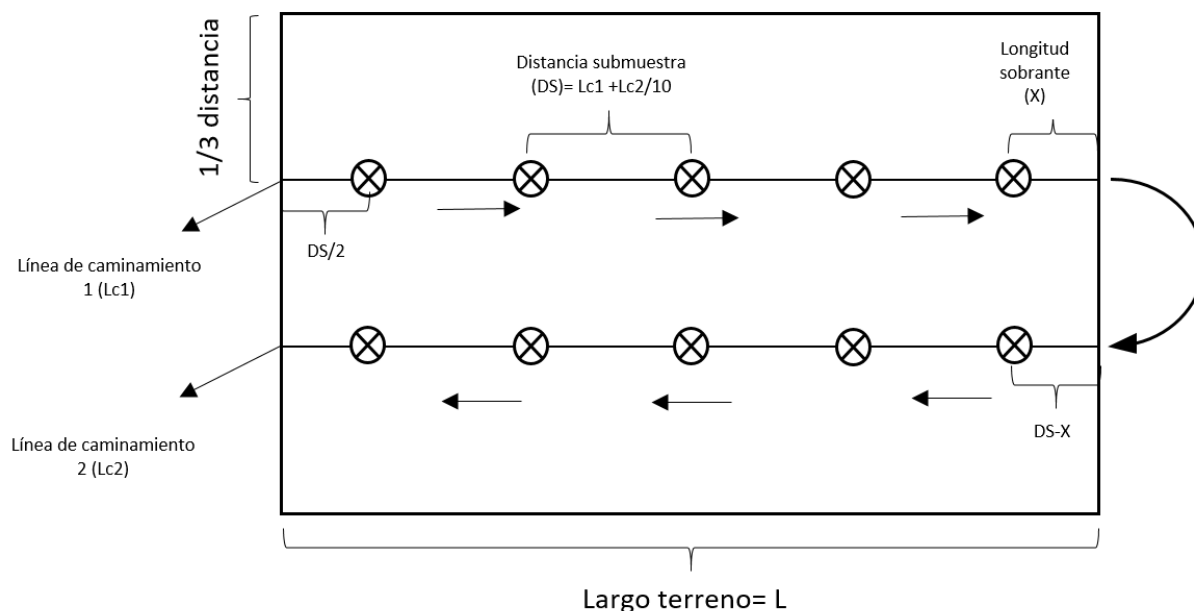 1/3 distancia
Distancia submuestra
(DS)= Lc1 +Lc2/10
Longitud
sobrante
(X)
DS/2
Línea de caminamiento
1 (Lc1)
Línea de caminamiento
2 (Lc2)
DS-X
Largo terreno= L